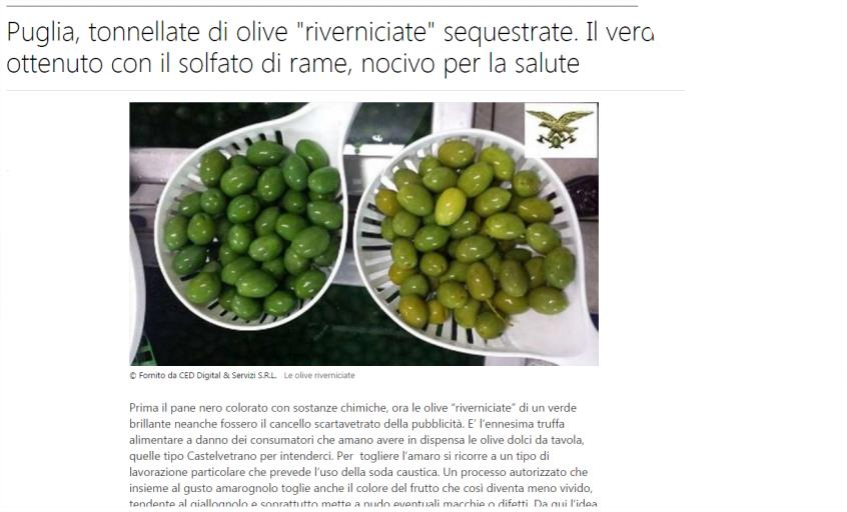 Puglia, tonnellate di olive "riverniciate" sequestrate. Il
ottenuto con il solfato di rame, nocivo per la salute
© Fornito da CED Digital & Servizi S.R.L. Le olive riverniciate
Prima il pane nero colorato con sostanze chimiche, ora le olive "riverniciate" di un verde
brillante neanche fossero il cancello scartavetrato della pubblicità. E' l'ennesima truffa
alimentare a danno dei consumatori che amano avere in dispensa le olive dolci da tavola,
quelle tipo Castelvetrano per intenderci. Per togliere l'amaro si ricorre a un tipo di
lavorazione particolare che prevede l'uso della soda caustica. Un processo autorizzato che
insieme al gusto amarognolo toglie anche il colore del frutto che così diventa meno vivido,
tendente al giallognolo e soprattutto mette a nudo eventuali macchie o difetti. Da qui l'idea